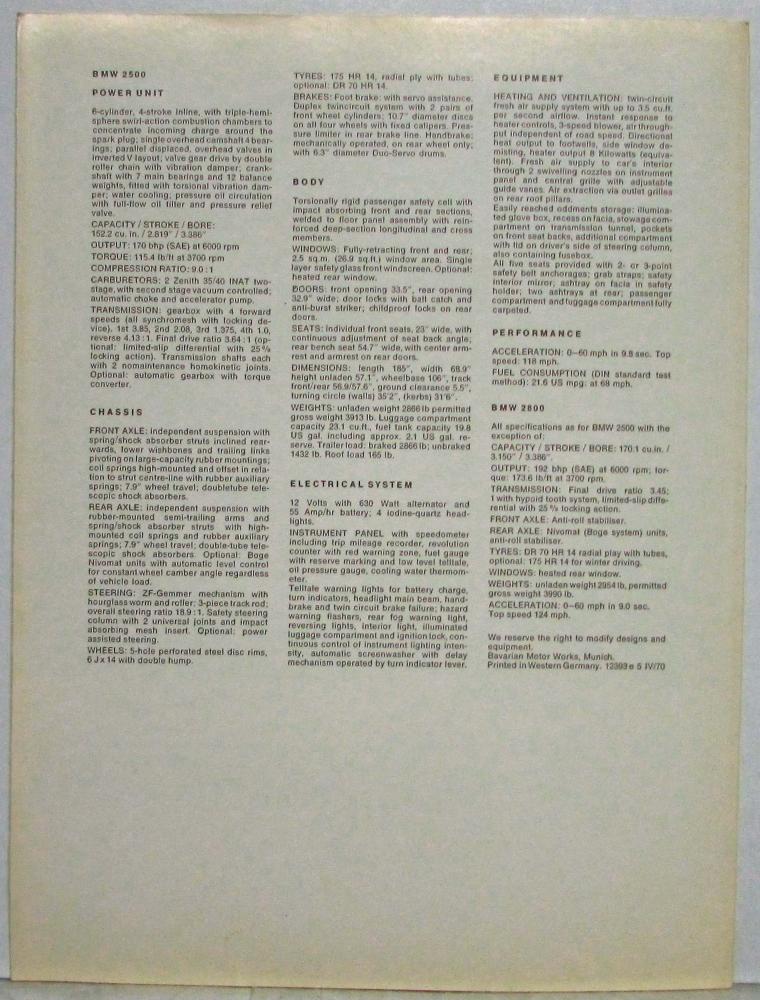 BMW 2500
POWER UNIT
6-cylinder, 4-stroke inline, with triple-hemi-
sphere swirl-action combustion chambers to
concentrate incoming charge around the
spark plug; single overhead camshaft 4 bear-
ings; parallel displaced, overhead valves in
inverted V layout; valve gear drive by double
roller chain with vibration damper; crank-
shaft with 7 main bearings and 12 balance
weights, fitted with torsional vibration dam-
per; water cooling; pressure oil circulation
with full-flow oil filter and pressure relief
valve.
CAPACITY / STROKE / BORE:
152.2 cu. in. / 2.819" / 3.386"
OUTPUT: 170 bhp (SAE) at 6000 rpm
TORQUE: 115.4 lb/ft at 3700 rpm
COMPRESSION RATIO: 9.0 : 1
CARBURETORS: 2 Zenith 35/40 INAT two-
stage, with second stage vacuum controlled;
automatic choke and accelerator pump.
TRANSMISSION: gearbox with 4 forward
speeds (all synchromesh with locking de-
vice). 1st 3.85, 2nd 2.08, 3rd 1.375, 4th 1.0,
reverse 4.13 : 1. Final drive ratio 3.64 : 1 (op-
tional: limited-slip differential with 25%
locking action). Transmission shafts each
with 2 nomaintenance homokinetic joints.
Optional: automatic gearbox with torque
converter.
CHASSIS
FRONT AXLE: independent suspension with
spring/shock absorber struts inclined rear-
wards, lower wishbones and trailing links
pivoting on large-capacity rubber mountings;
coil springs high-mounted and offset in rela-
tion to strut centre-line with rubber auxiliary
springs; 7.9" wheel travel; doubletube tele-
scopic shock absorbers.
REAR AXLE: independent suspension with
rubber-mounted semi-trailing arms and
spring/shock absorber struts with high-
mounted coil springs and rubber auxiliary
springs; 7.9" wheel travel; double-tube tele-
scopic shock absorbers. Optional: Boge
Nivomat units with automatic level control
for constant wheel camber angle regardless
of vehicle load.
STEERING: ZF-Gemmer mechanism with
hourglass worm and roller; 3-piece track rod;
overall steering ratio 18.9 : 1. Safety steering
column with 2 universal joints and impact
absorbing mesh insert. Optional: power
assisted steering.
WHEELS: 5-hole perforated steel disc rims,
6 J x 14 with double hump.
TYRES: 175 HR 14, radial ply with tubes;
optional: DR 70 HR 14.
BRAKES: Foot brake: with servo assistance.
Duplex twincircuit system with 2 pairs of
front wheel cylinders; 10.7" diameter discs
on all four wheels with fixed calipers. Pres-
sure limiter in rear brake line. Handbrake:
mechanically operated, on rear wheel only;
with 6.3" diameter Duo-Servo drums.
BODY
Torsionally rigid passenger safety cell with
impact absorbing front and rear sections,
welded to floor panel assembly with rein-
forced deep-section longitudinal and cross
members.
WINDOWS: Fully-retracting front and rear;
2.5 sq.m. (26.9 sq.ft.) window area. Single
layer safety glass front windscreen. Optional:
heated rear window.
DOORS: front opening 33.5", rear opening
32.9" wide; door locks with ball catch and
anti-burst striker; childproof locks on rear
doors.
SEATS: Individual front seats, 23" wide, with
continuous adjustment of seat back angle;
rear bench seat 54.7" wide, with center arm-
rest and armrest on rear doors.
DIMENSIONS: length 185", width 68.9"
height unladen 57.1", wheelbase 106", track
front/rear 56.9/57.6", ground clearance 5.5",
turning circle (walls) 35'2", (kerbs) 31'6".
WEIGHTS: unladen weight 2866 lb permitted
gross weight 3913 lb. Luggage compartment
capacity 23.1 cu.ft., fuel tank capacity 19.8
US gal. including approx. 2.1 US gal. re-
serve. Trailer load: braked 2866 lb; unbraked
1432 lb. Roof load 165 lb.
ELECTRICAL SYSTEM
12 Volts with 630 Watt alternator and
55 Amp/hr battery; 4 iodine-quartz head-
lights.
INSTRUMENT PANEL with speedometer
including trip mileage recorder, revolution
counter with red warning zone, fuel gauge
with reserve marking and low level telltale,
oil pressure gauge, cooling water thermom-
eter.
Telltale warning lights for battery charge,
turn indicators, headlight main beam, hand-
brake and twin circuit brake failure; hazard
warning flashers, rear fog warning light,
reversing lights, interior light, illuminated
luggage compartment and ignition lock, con-
tinuous control of instrument lighting inten-
sity, automatic screenwasher with delay
mechanism operated by turn indicator lever.
EQUIPMENT
HEATING AND VENTILATION: twin-circuit
fresh air supply system with up to 3.5 cu.ft.
per second airflow. Instant response to
heater controls, 3-speed blower, air through-
put independent of road speed. Directional
heat output to footwells, side window de-
misting, heater output 8 Kilowatts (equiva-
lent). Fresh air supply to car's interior
through 2 swivelling nozzles on instrument
panel and central grille with adjustable
guide vanes. Air extraction via outlet grilles
on rear roof pillars.
Easily reached oddments storage: illumina-
ted glove box, recess on facia, stowage com-
partment on transmission tunnel, pockets
on front seat backs, additional compartment
with lid on driver's side of steering column,
also containing fusebox.
All five seats provided with 2- or 3-point
safety belt anchorages; grab straps; safety
interior mirror; ashtray on facia in safety
holder; two ashtrays at rear; passenger
compartment and luggage compartment fully
carpeted.
PERFORMANCE
ACCELERATION: 0–60 mph in 9.8 sec. Top
speed: 118 mph.
FUEL CONSUMPTION (DIN standard test
method): 21.6 US mpg. at 68 mph.
BMW 2800
All specifications as for BMW 2500 with the
exception of:
CAPACITY / STROKE / BORE: 170.1 cu.in. /
3.150" / 3.386".
OUTPUT: 192 bhp (SAE) at 6000 rpm; tor-
que: 173.6 lb/ft at 3700 rpm.
TRANSMISSION: Final drive ratio 3.45;
1 with hypoid tooth system, limited-slip diffe-
rential with 25% locking action.
FRONT AXLE: Anti-roll stabiliser.
REAR AXLE: Nivomat (Boge system) units,
anti-roll stabiliser.
TYRES: DR 70 HR 14 radial play with tubes,
optional: 175 HR 14 for winter driving.
WINDOWS: heated rear window.
WEIGHTS: unladen weight 2954 lb, permitted
gross weight 3990 lb.
ACCELERATION: 0–60 mph in 9.0 sec.
Top speed 124 mph.
We reserve the right to modify designs and
equipment.
Bavarian Motor Works, Munich.
Printed in Western Germany. 12393 e 5 IV/70